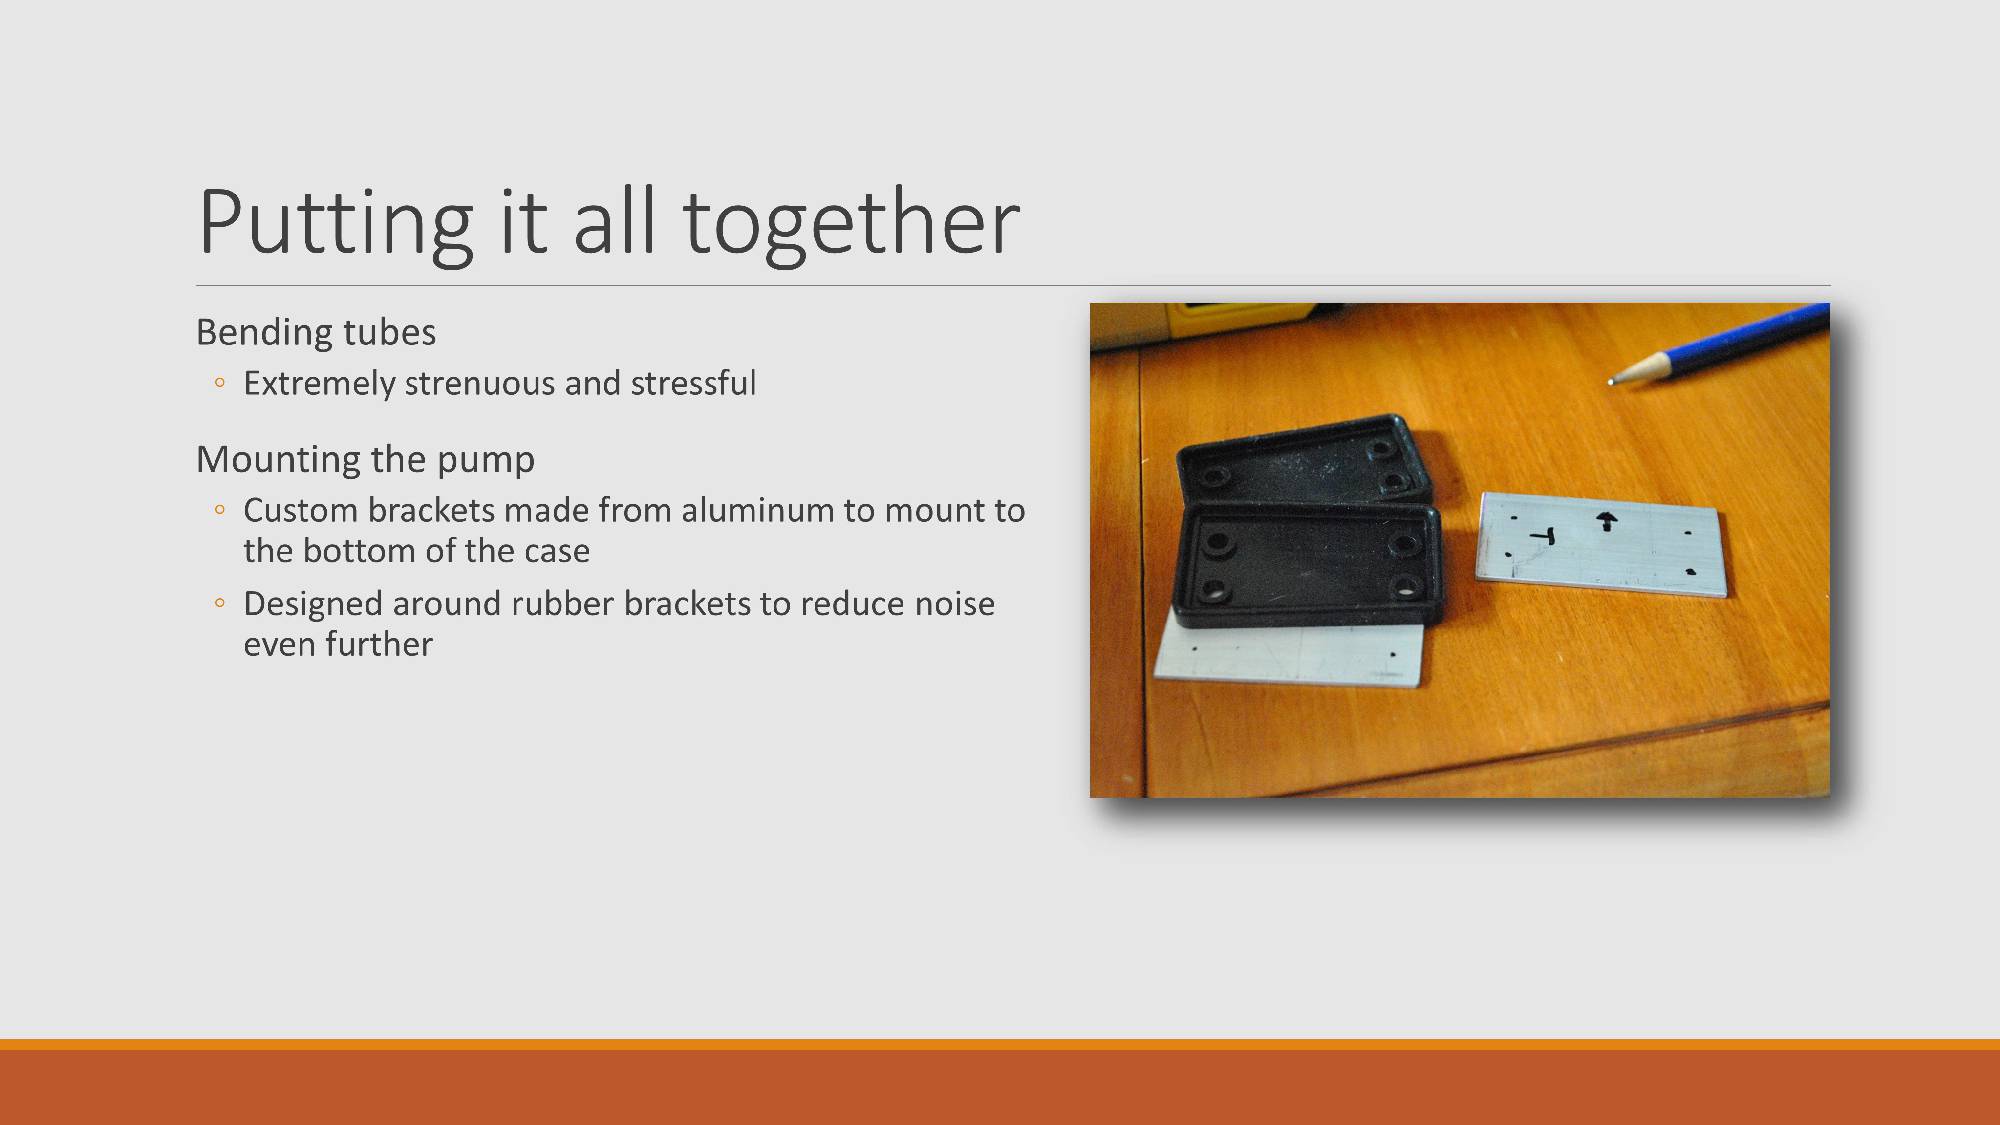 Putting it all together
Bending tubes
◦ Extremely strenuous and stressful
Mounting the pump
◦ Custom brackets made from aluminum to mount to
the bottom of the case
◦ Designed around rubber brackets to reduce noise
even further